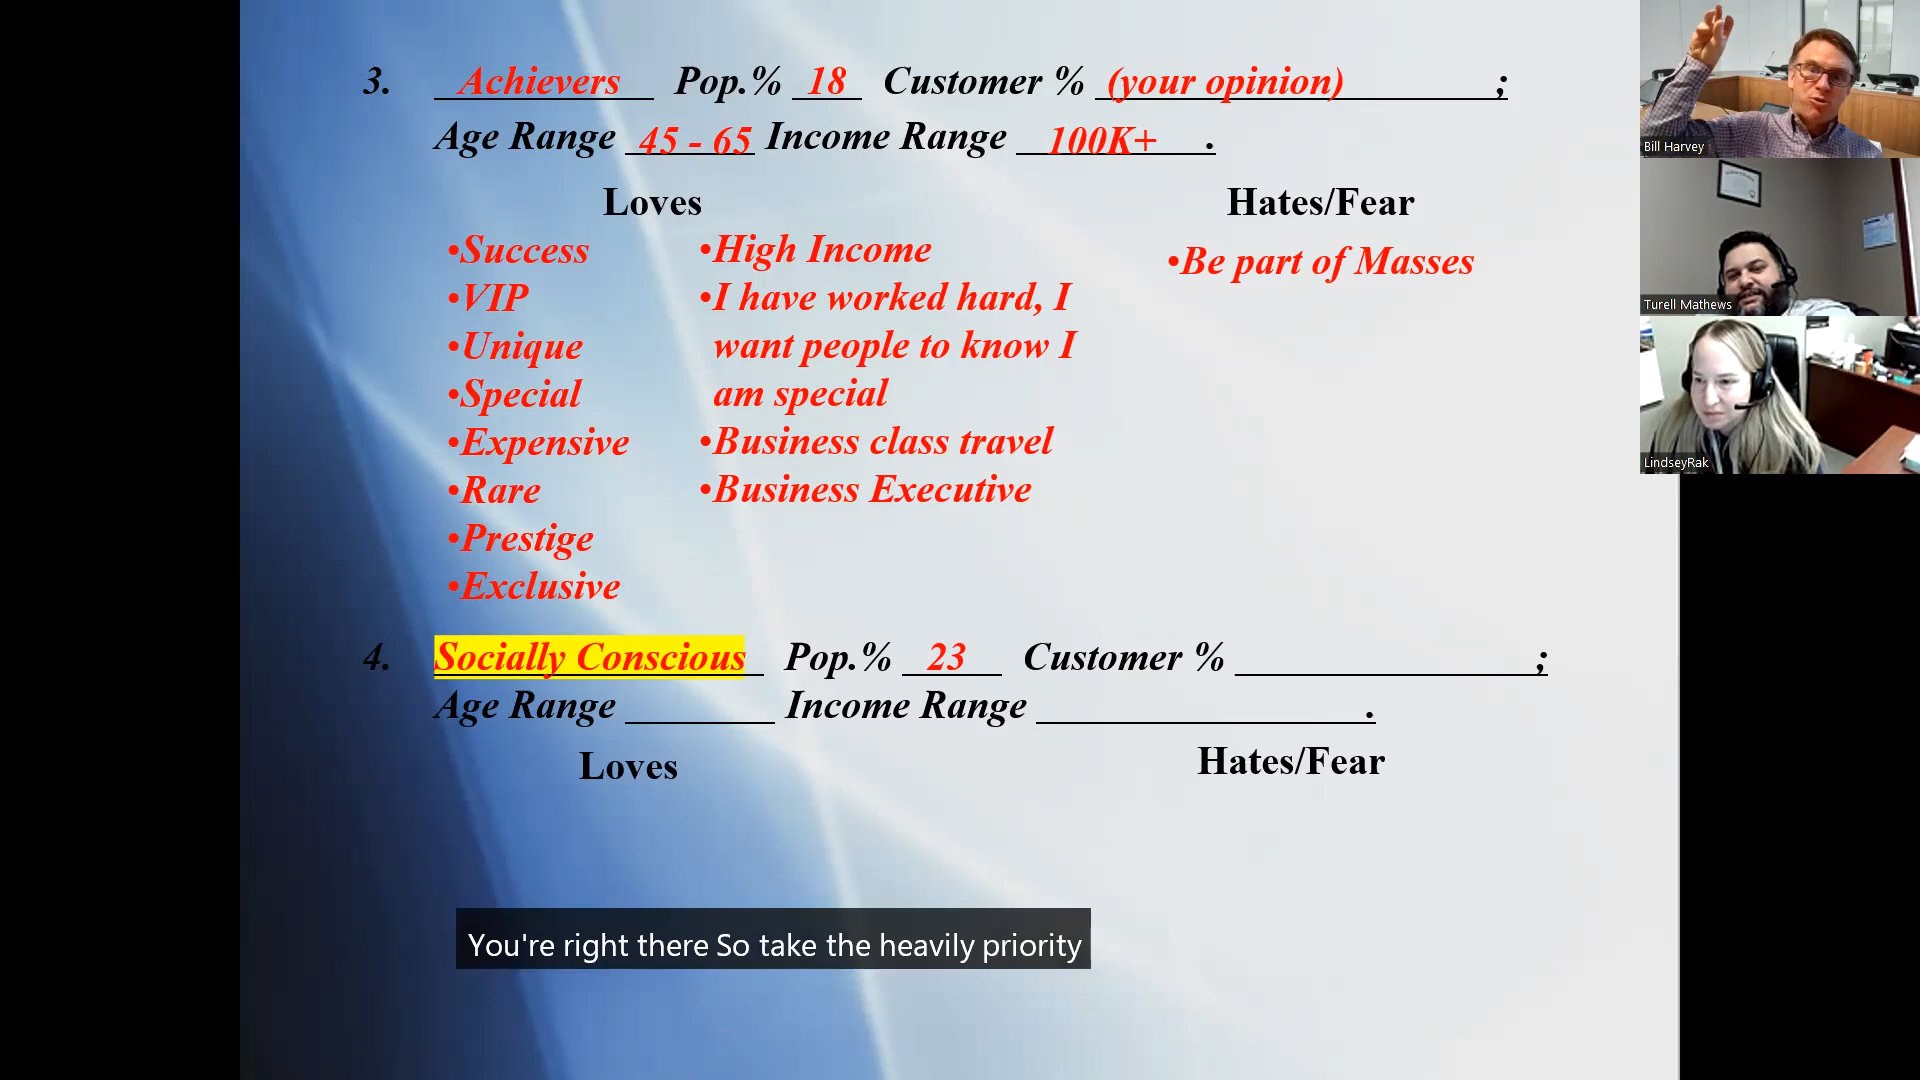 3. Achievers Pop.% 18 Customer % (your opinion) ;
Age Range 45 - 65 Income Range 100K+ .
Loves Hates/Fear
•Success
•VIP
•Unique
•Special
•Expensive
•Rare
•Prestige
•Exclusive
•High Income
•I have worked hard, I
want people to know I
am special
•Business class travel
•Business Executive
•Be part of Masses
4. Socially Conscious Pop.% 23 Customer % ;
Age Range Income Range .
Loves Hates/Fear
You're right there So take the heavily priority
Bill Harvey
Turell Mathews
LindseyRak